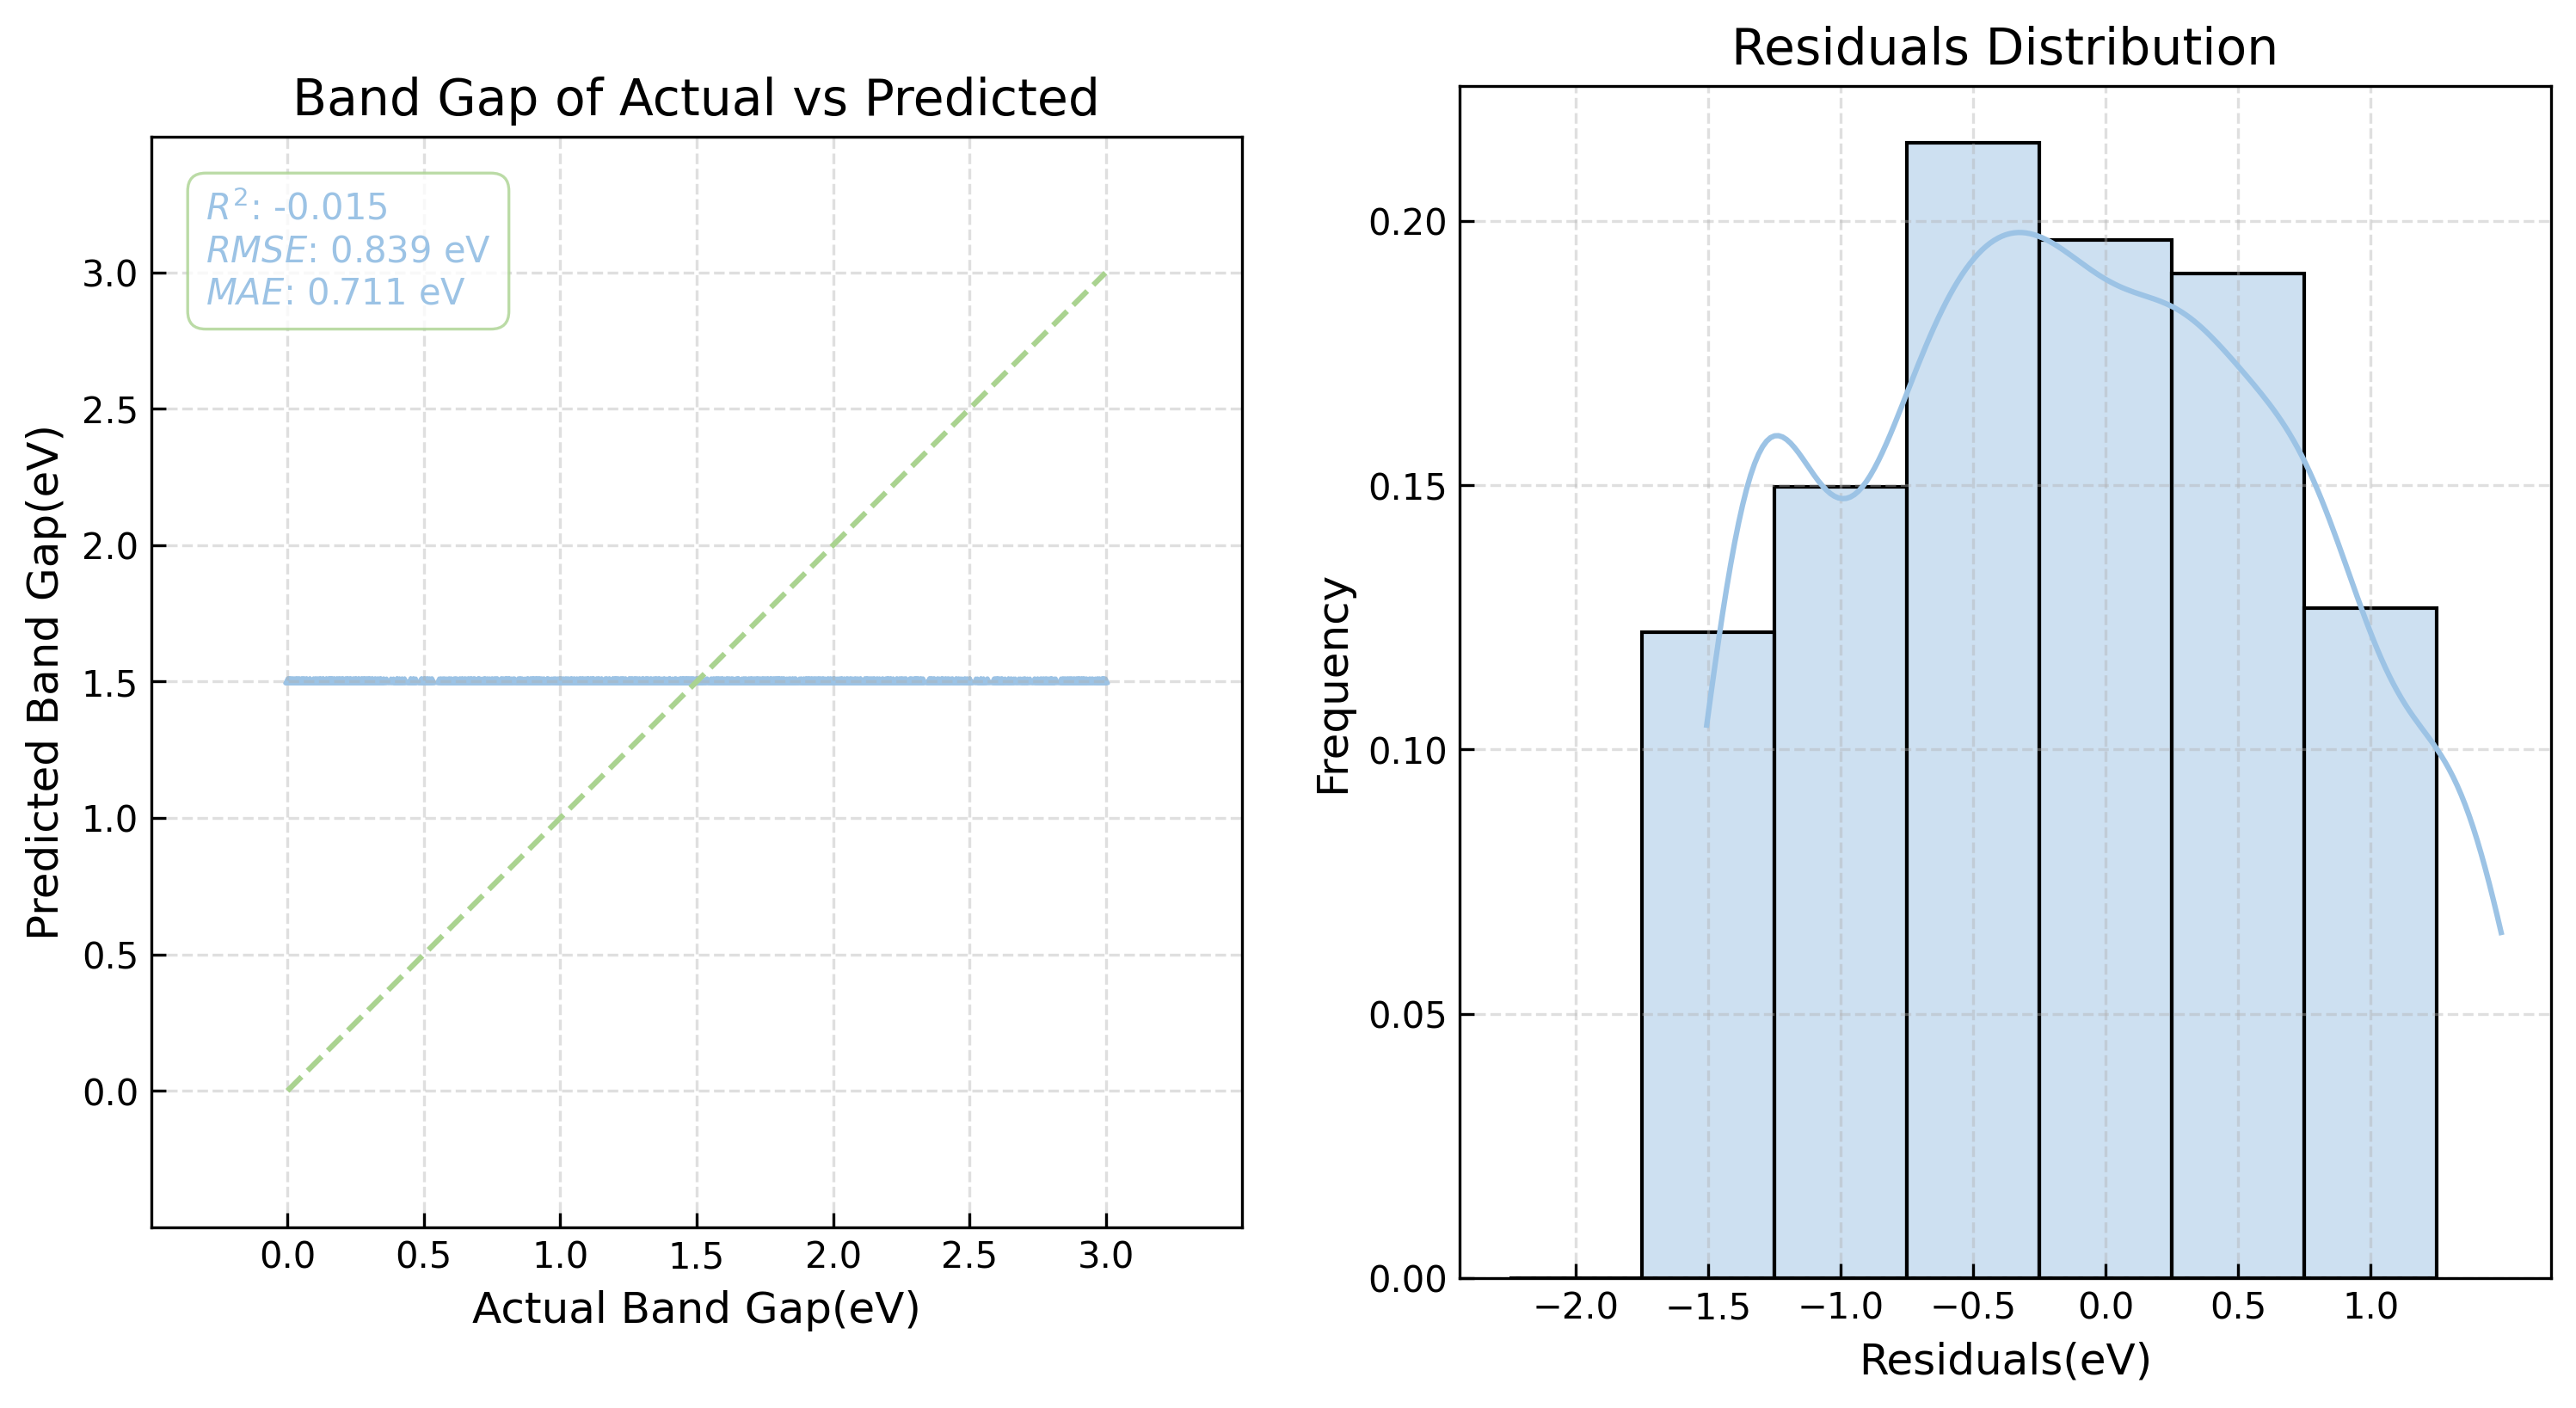 Band Gap of Actual vs Predicted
R²: -0.015
RMSE: 0.839 eV
MAE: 0.711 eV
3.0
2.5
2.0
1.5
1.0
0.5
0.0
Predicted Band Gap(eV)
0.0 0.5 1.0 1.5 2.0 2.5 3.0
Actual Band Gap(eV)
Residuals Distribution
0.20
0.15
0.10
0.05
0.00
Frequency
−2.0 −1.5 −1.0 −0.5 0.0 0.5 1.0
Residuals(eV)